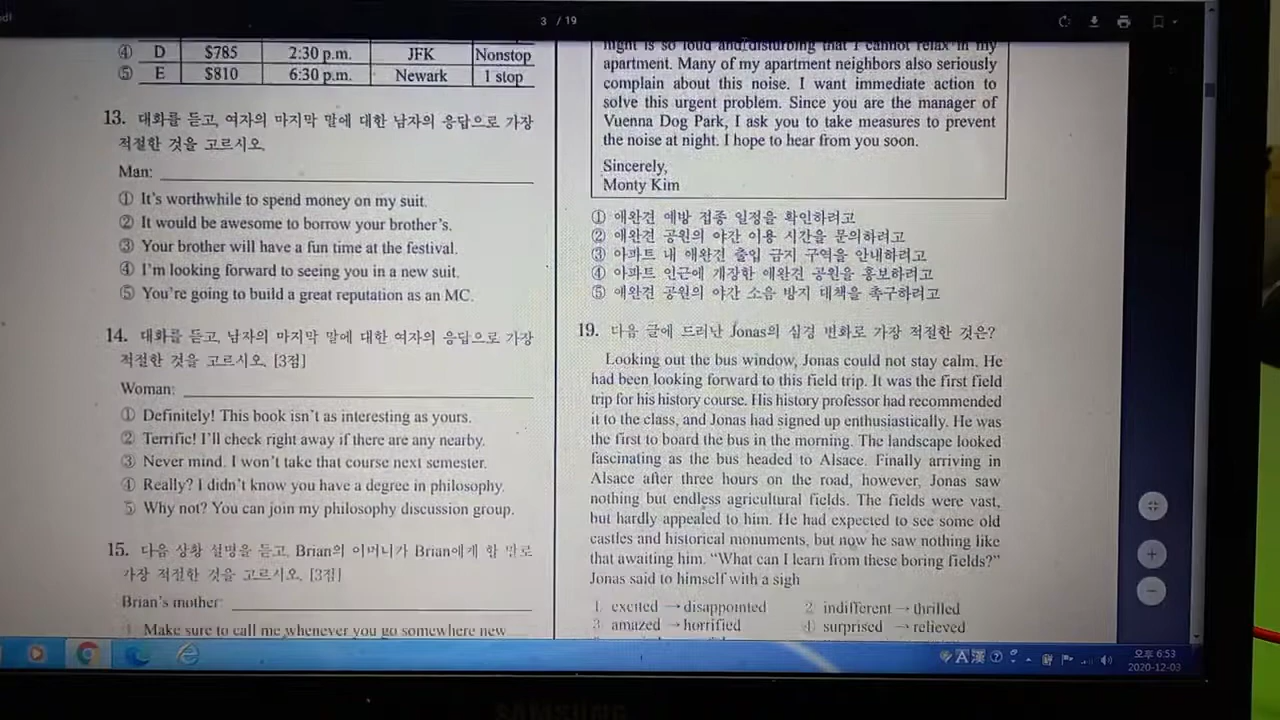 3 / 19
④ D $785 2:30 p.m. JFK Nonstop
⑤ E $810 6:30 p.m. Newark 1 stop
13. 대화를 듣고, 여자의 마지막 말에 대한 남자의 응답으로 가장
적절한 것을 고르시오.
Man:
① It's worthwhile to spend money on my suit.
② It would be awesome to borrow your brother's.
③ Your brother will have a fun time at the festival.
④ I'm looking forward to seeing you in a new suit.
⑤ You're going to build a great reputation as an MC.
14. 대화를 듣고, 남자의 마지막 말에 대한 여자의 응답으로 가장
적절한 것을 고르시오. [3점]
Woman:
① Definitely! This book isn't as interesting as yours.
② Terrific! I'll check right away if there are any nearby.
③ Never mind. I won't take that course next semester.
④ Really? I didn't know you have a degree in philosophy.
⑤ Why not? You can join my philosophy discussion group.
15. 다음 상황 설명을 듣고, Brian의 어머니가 Brian에게 할 말로
가장 적절한 것을 고르시오. [3점]
Brian's mother:
① Make sure to call me whenever you go somewhere new
night is so loud and disturbing that I cannot relax in my
apartment. Many of my apartment neighbors also seriously
complain about this noise. I want immediate action to
solve this urgent problem. Since you are the manager of
Vuenna Dog Park, I ask you to take measures to prevent
the noise at night. I hope to hear from you soon.
Sincerely,
Monty Kim
① 애완견 예방 접종 일정을 확인하려고
② 애완견 공원의 야간 이용 시간을 문의하려고
③ 아파트 내 애완견 출입 금지 구역을 안내하려고
④ 아파트 인근에 개장한 애완견 공원을 홍보하려고
⑤ 애완견 공원의 야간 소음 방지 대책을 촉구하려고
19. 다음 글에 드러난 Jonas의 심경 변화로 가장 적절한 것은?
Looking out the bus window, Jonas could not stay calm. He
had been looking forward to this field trip. It was the first field
trip for his history course. His history professor had recommended
it to the class, and Jonas had signed up enthusiastically. He was
the first to board the bus in the morning. The landscape looked
fascinating as the bus headed to Alsace. Finally arriving in
Alsace after three hours on the road, however, Jonas saw
nothing but endless agricultural fields. The fields were vast,
but hardly appealed to him. He had expected to see some old
castles and historical monuments, but now he saw nothing like
that awaiting him. "What can I learn from these boring fields?"
Jonas said to himself with a sigh
① excited → disappointed ② indifferent → thrilled
③ amazed → horrified ④ surprised → relieved
A 漢
오후 6:53
2020-12-03
SAMSUNG